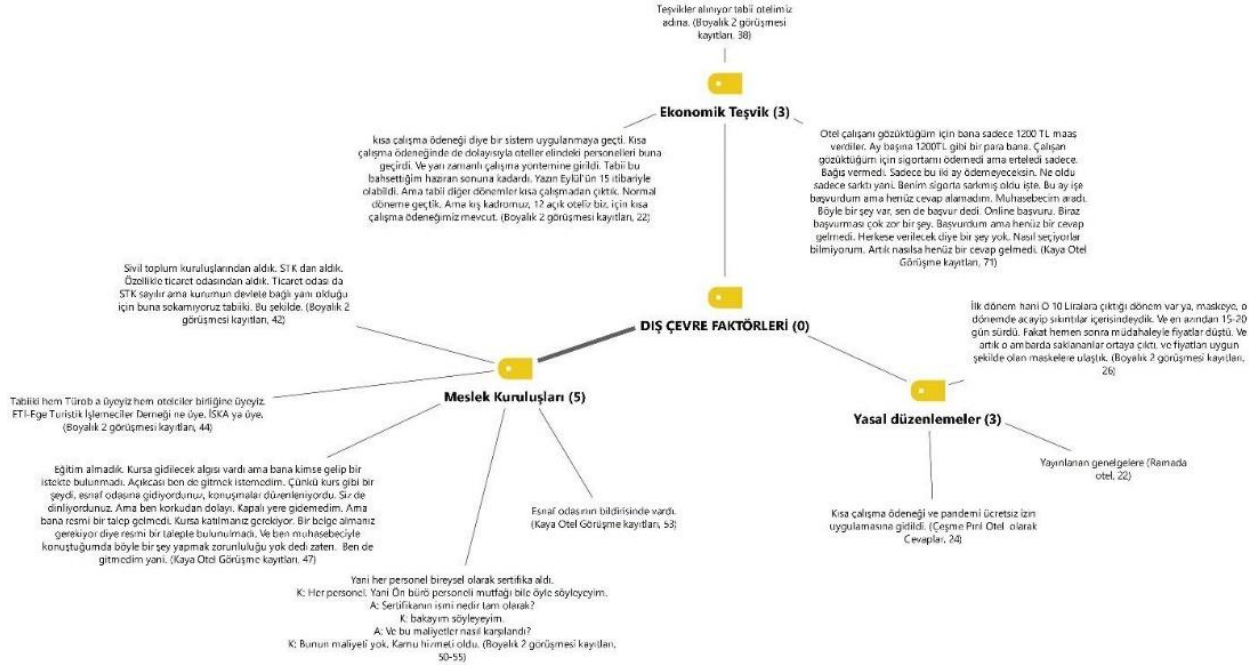 Teşvikler alınıyor tabii otelimiz
adına. (Boyalık 2 görüşmesi
kayıtları, 38)
Ekonomik Teşvik (3)
kısa çalışma ödeneği diye bir sistem uygulanmaya geçti. Kısa
çalışma ödeneğinde de dolayısıyla oteller elindeki personelleri buna
geçirdi. Ve yarı zamanlı çalışma yöntemine girildi. Tabii bu
bahsettiğim haziran sonuna kadardı. Yazın Eylül'ün 15 itibariyle
olabildi. Ama tabii diğer dönemler kısa çalışmadan çıktık. Normal
döneme geçtik. Ama kış kadromuz, 12 açık oteliz biz, için kısa
çalışma ödeneğimiz mevcut. (Boyalık 2 görüşmesi kayıtları, 22)
Otel çalışanı gözüktüğüm için bana sadece 1200 TL maaş
verdiler. Ay başına 1200TL gibi bir para bana. Çalışan
gözüktüğüm için sigortamı ödemedi ama erteledi sadece.
Bağış vermedi. Sadece bu iki ay ödemeyeceksin. Ne oldu
sadece sarktı yani. Benim sigorta sarkmış oldu işte. Bu ay işe
başvurdum ama henüz cevap alamadım. Muhasebecim aradı.
Böyle bir şey var, sen de başvur dedi. Online başvuru. Biraz
başvurması çok zor bir şey. Başvurdum ama henüz bir cevap
gelmedi. Herkese verilecek diye bir şey yok. Nasıl seçiyorlar
bilmiyorum. Artık nasılsa henüz bir cevap gelmedi. (Kaya Otel
Görüşme kayıtları, 71)
DIŞ ÇEVRE FAKTÖRLERİ (0)
Sivil toplum kuruluşlarından aldık. STK dan aldık.
Özellikle ticaret odasından aldık. Ticaret odası da
STK sayılır ama kurumun devlete bağlı yanı olduğu
için buna sokamıyoruz tabiiki. Bu şekilde. (Boyalık 2
görüşmesi kayıtları, 42)
Meslek Kuruluşları (5)
Tabiiki hem Türob a üyeyiz hem otelciler birliğine üyeyiz.
ETİ-Ege Turistik İşlemeciler Derneği ne üye. İSKA ya üye.
(Boyalık 2 görüşmesi kayıtları, 44)
Eğitim almadık. Kursa gidilecek algısı vardı ama bana kimse gelip bir
istekte bulunmadı. Açıkcası ben de gitmek istemedim. Çünkü kurs gibi bir
şeydi, esnaf odasına gidiyordunuz, konuşmalar düzenleniyordu. Siz de
dinliyordunuz. Ama ben korkudan dolayı. Kapalı yere gidemedim. Ama
bana resmi bir talep gelmedi. Kursa katılmanız gerekiyor. Bir belge almanız
gerekiyor diye resmi bir talepte bulunulmadı. Ve ben muhasebeciyle
konuştuğumda böyle bir şey yapmak zorunluluğu yok dedi zaten. Ben de
gitmedim yani. (Kaya Otel Görüşme kayıtları, 47)
Yani her personel bireysel olarak sertifika aldı.
K: Her personel. Yani Ön büro personeli mutfağı bile öyle söyleyeyim.
A: Sertifikanın ismi nedir tam olarak?
K: bakayım söyleyeyim.
A: Ve bu maliyetler nasıl karşılandı?
K: Bunun maliyeti yok. Kamu hizmeti oldu. (Boyalık 2 görüşmesi kayıtları,
50-55)
Esnaf odasının bildirisinde vardı.
(Kaya Otel Görüşme kayıtları, 53)
İlk dönem hani O 10 Liralara çıktığı dönem var ya, maskeye, o
dönemde acayip sıkıntılar içerisindeydik. Ve en azından 15-20
gün sürdü. Fakat hemen sonra müdahaleyle fiyatlar düştü. Ve
artık o ambarda saklananlar ortaya çıktı, ve fiyatları uygun
şekilde olan maskelere ulaştık. (Boyalık 2 görüşmesi kayıtları,
26)
Yasal düzenlemeler (3)
Yayınlanan genelgelere (Ramada
otel, 22)
Kısa çalışma ödeneği ve pandemi ücretsiz izin
uygulamasına gidildi. (Çeşme Pırıl Otel olarak
Cevaplar, 24)